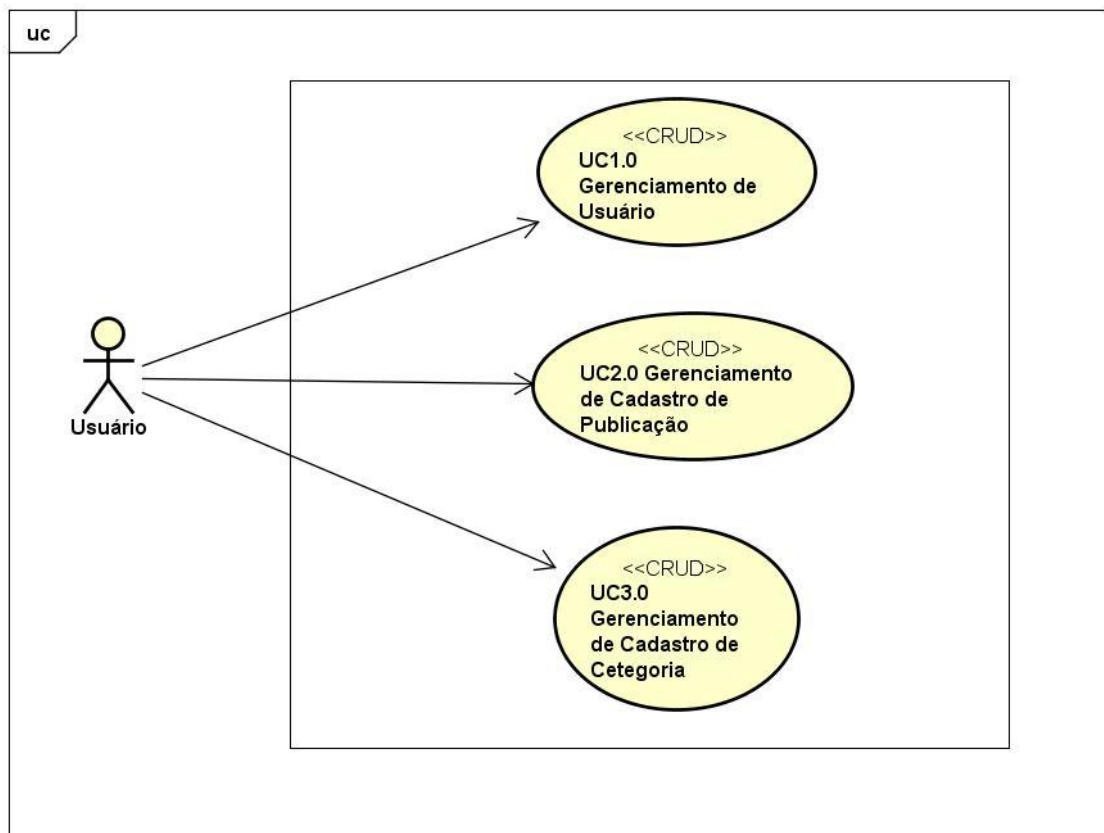 uc
<<CRUD>>
UC1.0
Gerenciamento de
Usuário
<<CRUD>>
UC2.0 Gerenciamento
de Cadastro de
Publicação
Usuário
<<CRUD>>
UC3.0
Gerenciamento
de Cadastro de
Cetegoria